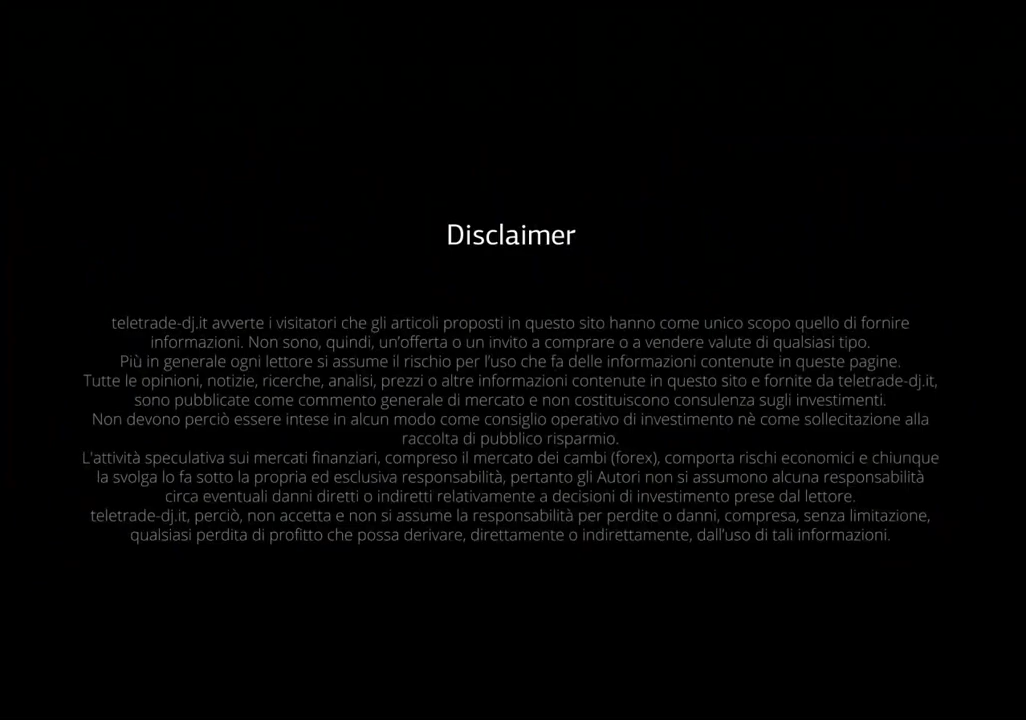 Disclaimer
teletrade-dj.it avverte i visitatori che gli articoli proposti in questo sito hanno come unico scopo quello di fornire
informazioni. Non sono, quindi, un'offerta o un invito a comprare o a vendere valute di qualsiasi tipo.
Più in generale ogni lettore si assume il rischio per l'uso che fa delle informazioni contenute in queste pagine.
Tutte le opinioni, notizie, ricerche, analisi, prezzi o altre informazioni contenute in questo sito e fornite da teletrade-dj.it,
sono pubblicate come commento generale di mercato e non costituiscono consulenza sugli investimenti.
Non devono perciò essere intese in alcun modo come consiglio operativo di investimento nè come sollecitazione alla
raccolta di pubblico risparmio.
L'attività speculativa sui mercati finanziari, compreso il mercato dei cambi (forex), comporta rischi economici e chiunque
la svolga lo fa sotto la propria ed esclusiva responsabilità, pertanto gli Autori non si assumono alcuna responsabilità
circa eventuali danni diretti o indiretti relativamente a decisioni di investimento prese dal lettore.
teletrade-dj.it, perciò, non accetta e non si assume la responsabilità per perdite o danni, compresa, senza limitazione,
qualsiasi perdita di profitto che possa derivare, direttamente o indirettamente, dall'uso di tali informazioni.